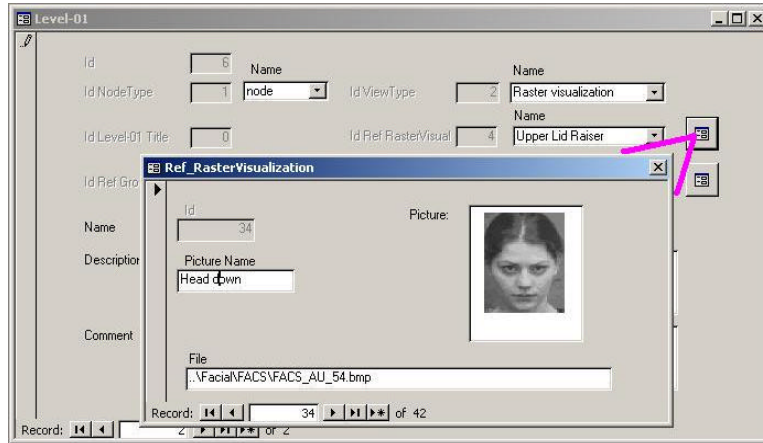 Level-01
Id 6
Name Name
Id NodeType 1 node Id ViewType 2 Raster visualization
Name
Id Level-01 Title 0 Id Ref RasterVisual 4 Upper Lid Raiser
Id Ref Gro
Name
Description
Comment
Record: 2 of 2
Ref_RasterVisualization
Id
34
Picture:
Picture Name
Head down
File
..\Facial\FACS\FACS_AU_54.bmp
Record: 34 of 42